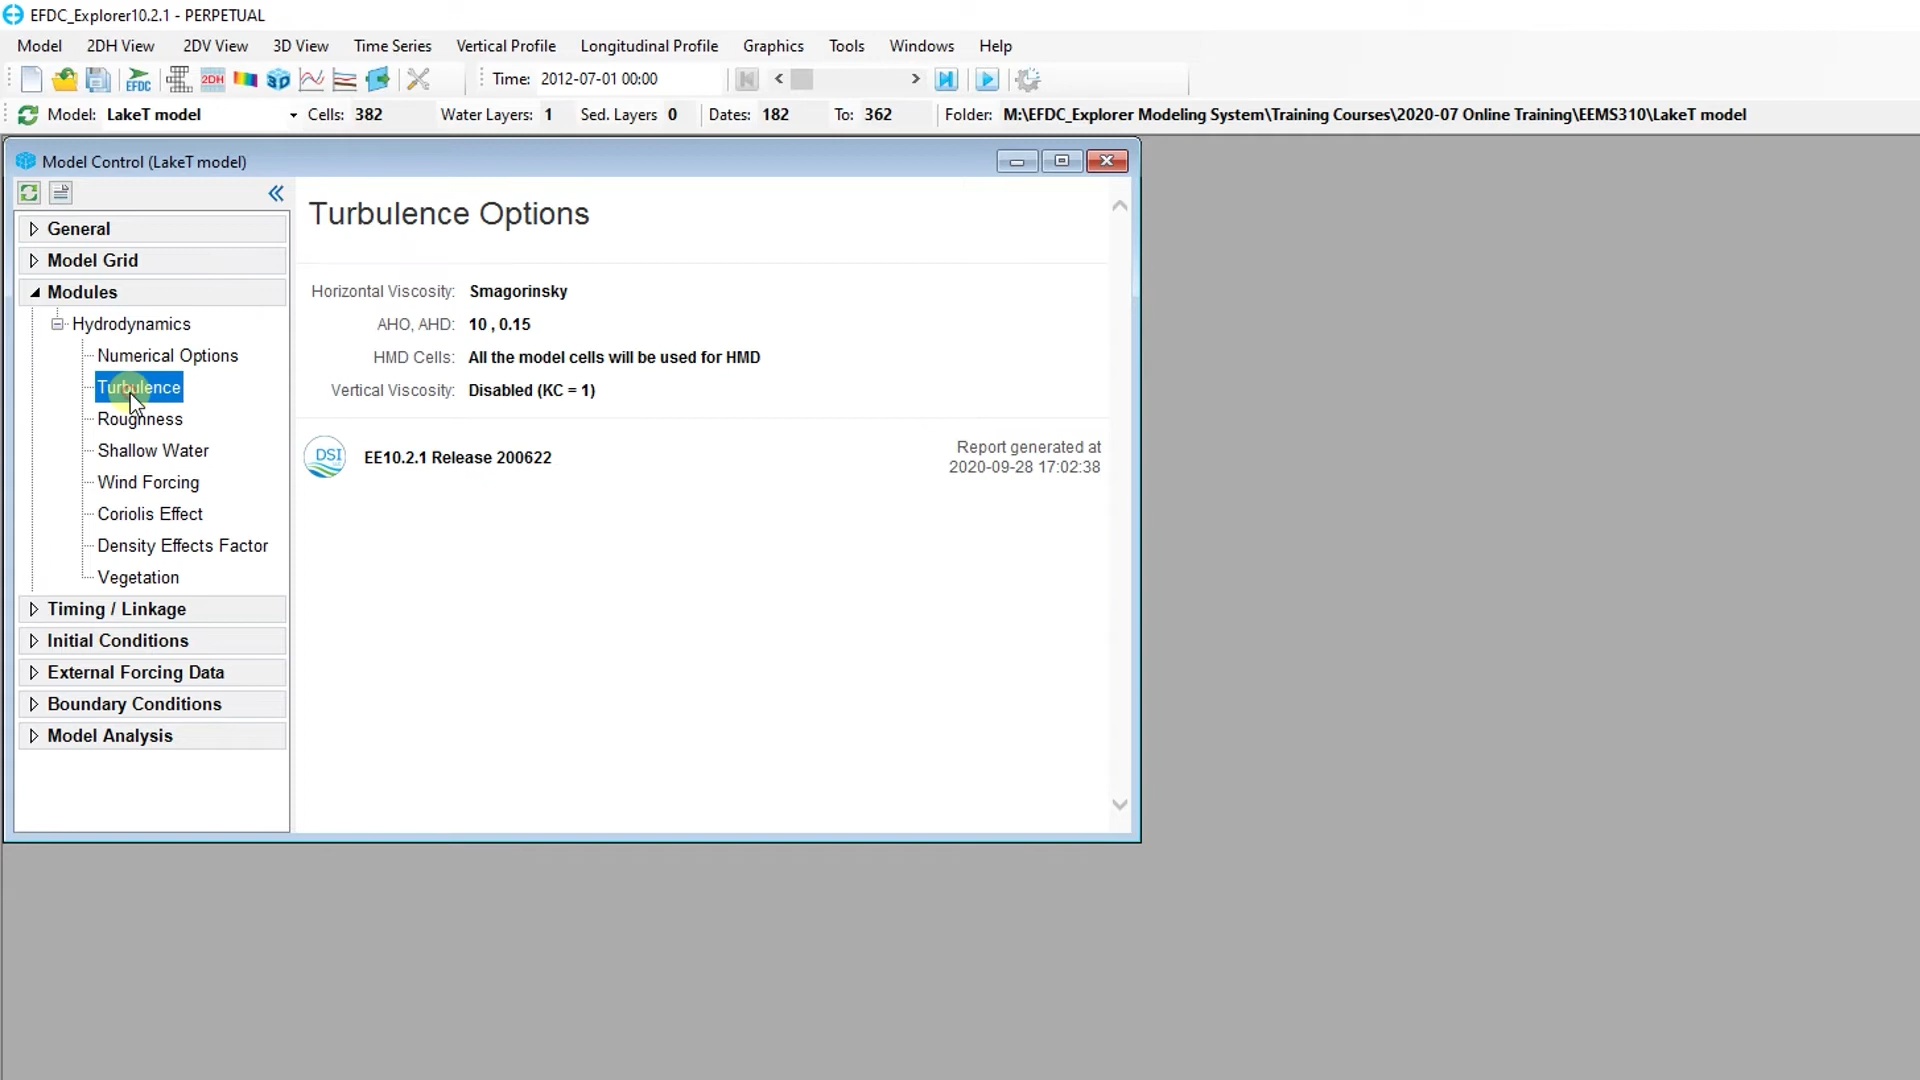 EFDC_Explorer10.2.1 - PERPETUAL
Model 2DH View 2DV View 3D View Time Series Vertical Profile Longitudinal Profile Graphics Tools Windows Help
EFDC 2DH 3D Time: 2012-07-01 00:00
Model: LakeT model Cells: 382 Water Layers: 1 Sed. Layers 0 Dates: 182 To: 362 Folder: M:\EFDC_Explorer Modeling System\Training Courses\2020-07 Online Training\EEMS310\LakeT model
Model Control (LakeT model)
General
Model Grid
Modules
Hydrodynamics
Numerical Options
Turbulence
Roughness
Shallow Water
Wind Forcing
Coriolis Effect
Density Effects Factor
Vegetation
Timing / Linkage
Initial Conditions
External Forcing Data
Boundary Conditions
Model Analysis
Turbulence Options
Horizontal Viscosity: Smagorinsky
AHO, AHD: 10 , 0.15
HMD Cells: All the model cells will be used for HMD
Vertical Viscosity: Disabled (KC = 1)
DSI EE10.2.1 Release 200622
Report generated at
2020-09-28 17:02:38